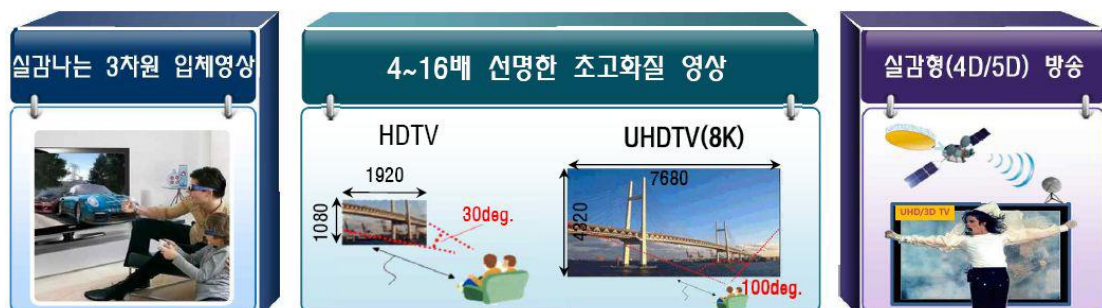 실감나는 3차원 입체영상
4~16배 선명한 초고화질 영상
HDTV
1920
1080
30deg.
UHDTV(8K)
7680
4320
100deg.
실감형(4D/5D) 방송
UHD/3D TV